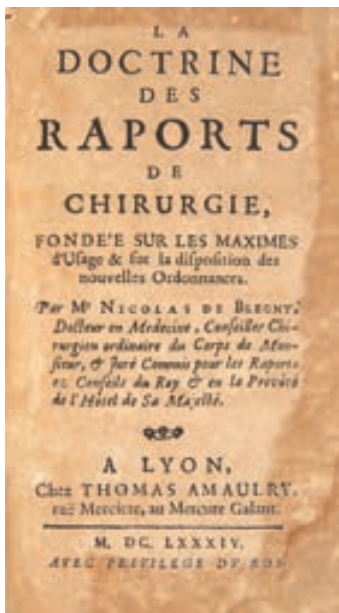 LA
DOCTRINE
DES
RAPORTS
DE
CHIRURGIE,
FONDE'E SUR LES MAXIMES
d'Usage & sur la disposition des
nouvelles Ordonnances.
Par Mr NICOLAS DE BLEGNY,
Docteur en Medecine, Conseiller Chi-
rurgien ordinaire du Corps de Mon-
sieur, & Juré Commis pour les Raports
es Conseils du Roy & en la Prevôté
de l'Hôtel de Sa Majesté.
A LYON,
Chez THOMAS AMAULRY,
ruë Merciere, au Mercure Galant.
M. DC. LXXXIV.
AVEC PRIVILEGE DU ROY.